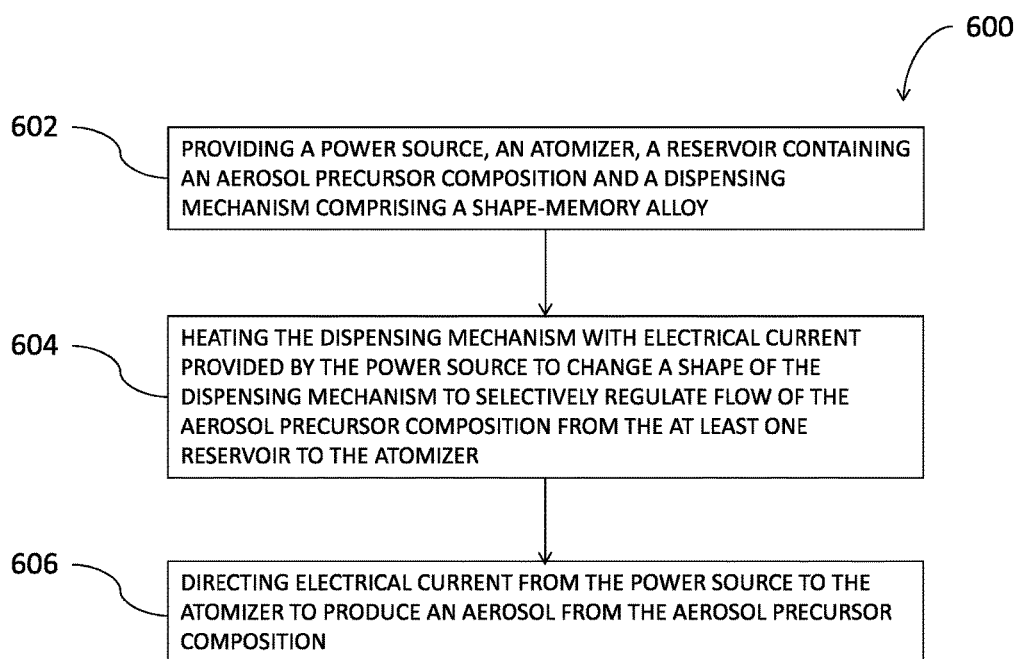 600
602
PROVIDING A POWER SOURCE, AN ATOMIZER, A RESERVOIR CONTAINING
AN AEROSOL PRECURSOR COMPOSITION AND A DISPENSING
MECHANISM COMPRISING A SHAPE-MEMORY ALLOY
604
HEATING THE DISPENSING MECHANISM WITH ELECTRICAL CURRENT
PROVIDED BY THE POWER SOURCE TO CHANGE A SHAPE OF THE
DISPENSING MECHANISM TO SELECTIVELY REGULATE FLOW OF THE
AEROSOL PRECURSOR COMPOSITION FROM THE AT LEAST ONE
RESERVOIR TO THE ATOMIZER
606
DIRECTING ELECTRICAL CURRENT FROM THE POWER SOURCE TO THE
ATOMIZER TO PRODUCE AN AEROSOL FROM THE AEROSOL PRECURSOR
COMPOSITION